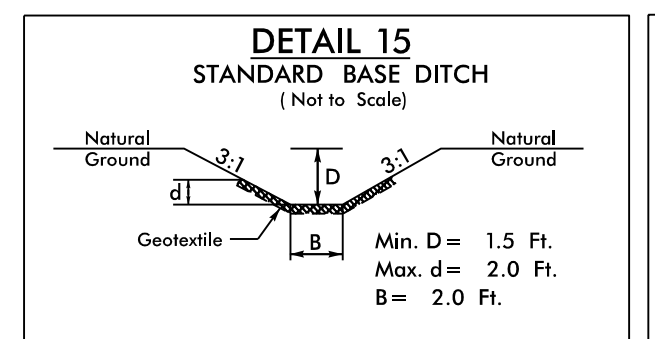 DETAIL 15
STANDARD BASE DITCH
( Not to Scale)
Natural
Ground
3:1
D
3:1
Natural
Ground
d
Geotextile
B
Min. D = 1.5 Ft.
Max. d = 2.0 Ft.
B = 2.0 Ft.